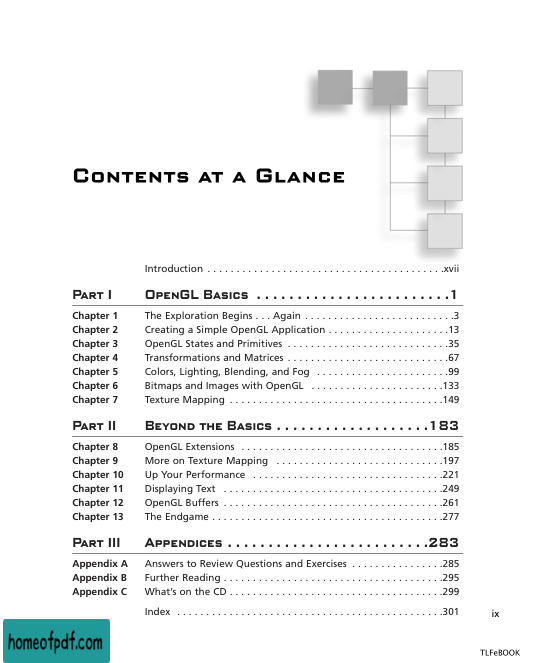 Contents at a Glance
Introduction . . . . . . . . . . . . . . . . . . . . . . . . . . . . . . . . . . . . . . . . .xvii
Part I OpenGL Basics . . . . . . . . . . . . . . . . . . . . . . . .1
Chapter 1 The Exploration Begins . . . Again . . . . . . . . . . . . . . . . . . . . . . . . . .3
Chapter 2 Creating a Simple OpenGL Application . . . . . . . . . . . . . . . . . . . . .13
Chapter 3 OpenGL States and Primitives . . . . . . . . . . . . . . . . . . . . . . . . . . .35
Chapter 4 Transformations and Matrices . . . . . . . . . . . . . . . . . . . . . . . . . . .67
Chapter 5 Colors, Lighting, Blending, and Fog . . . . . . . . . . . . . . . . . . . . . .99
Chapter 6 Bitmaps and Images with OpenGL . . . . . . . . . . . . . . . . . . . . . . .133
Chapter 7 Texture Mapping . . . . . . . . . . . . . . . . . . . . . . . . . . . . . . . . . . . . .149
Part II Beyond the Basics . . . . . . . . . . . . . . . . . . .183
Chapter 8 OpenGL Extensions . . . . . . . . . . . . . . . . . . . . . . . . . . . . . . . . . . .185
Chapter 9 More on Texture Mapping . . . . . . . . . . . . . . . . . . . . . . . . . . . . .197
Chapter 10 Up Your Performance . . . . . . . . . . . . . . . . . . . . . . . . . . . . . . . . .221
Chapter 11 Displaying Text . . . . . . . . . . . . . . . . . . . . . . . . . . . . . . . . . . . . . .249
Chapter 12 OpenGL Buffers . . . . . . . . . . . . . . . . . . . . . . . . . . . . . . . . . . . . . .261
Chapter 13 The Endgame . . . . . . . . . . . . . . . . . . . . . . . . . . . . . . . . . . . . . . . .277
Part III Appendices . . . . . . . . . . . . . . . . . . . . . . . . .283
Appendix A Answers to Review Questions and Exercises . . . . . . . . . . . . . . . .285
Appendix B Further Reading . . . . . . . . . . . . . . . . . . . . . . . . . . . . . . . . . . . . . .295
Appendix C What's on the CD . . . . . . . . . . . . . . . . . . . . . . . . . . . . . . . . . . . . .299
Index . . . . . . . . . . . . . . . . . . . . . . . . . . . . . . . . . . . . . . . . . . . . . .301
ix
homeofpdf.com
TLFeBOOK